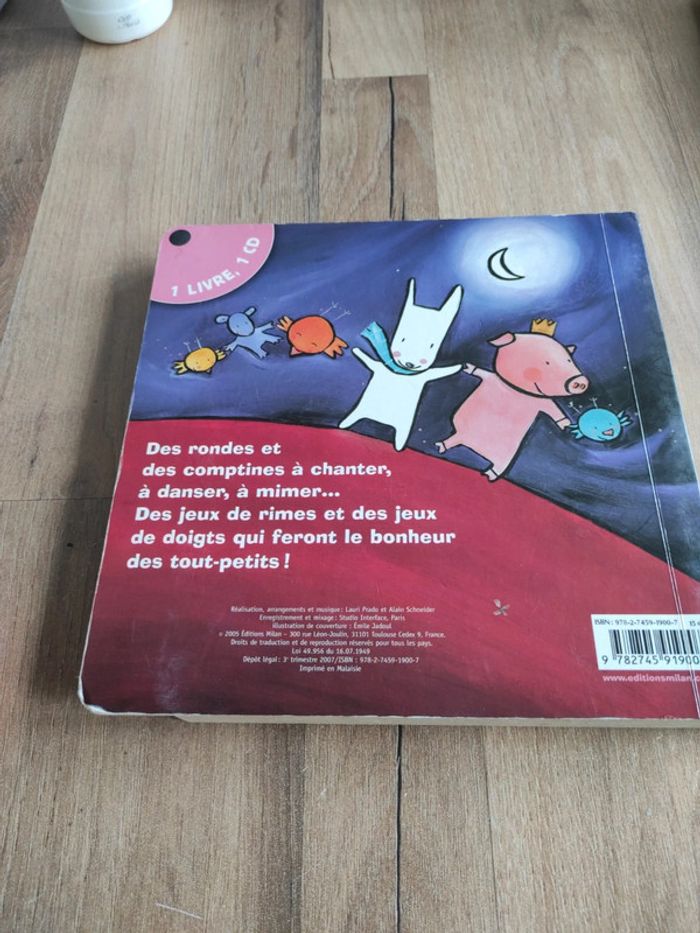 1 LIVRE, 1 CD
Des rondes et
des comptines à chanter,
à danser, à mimer...
Des jeux de rimes et des jeux
de doigts qui feront le bonheur
des tout-petits !
Réalisation, arrangements et musique : Lauri Prado et Alain Schneider
Enregistrement et mixage : Studio Interface, Paris
illustration de couverture : Émile Jadoul
© 2005 Éditions Milan – 300 rue Léon-Joulin, 31101 Toulouse Cedex 9, France.
Droits de traduction et de reproduction réservés pour tous les pays.
Loi 49.956 du 16.07.1949
Dépôt légal : 3e trimestre 2007/ISBN : 978-2-7459-1900-7
Imprimé en Malaisie
ISBN : 978-2-7459-1900-7
9 782745 91900
www.editionsmilan.c